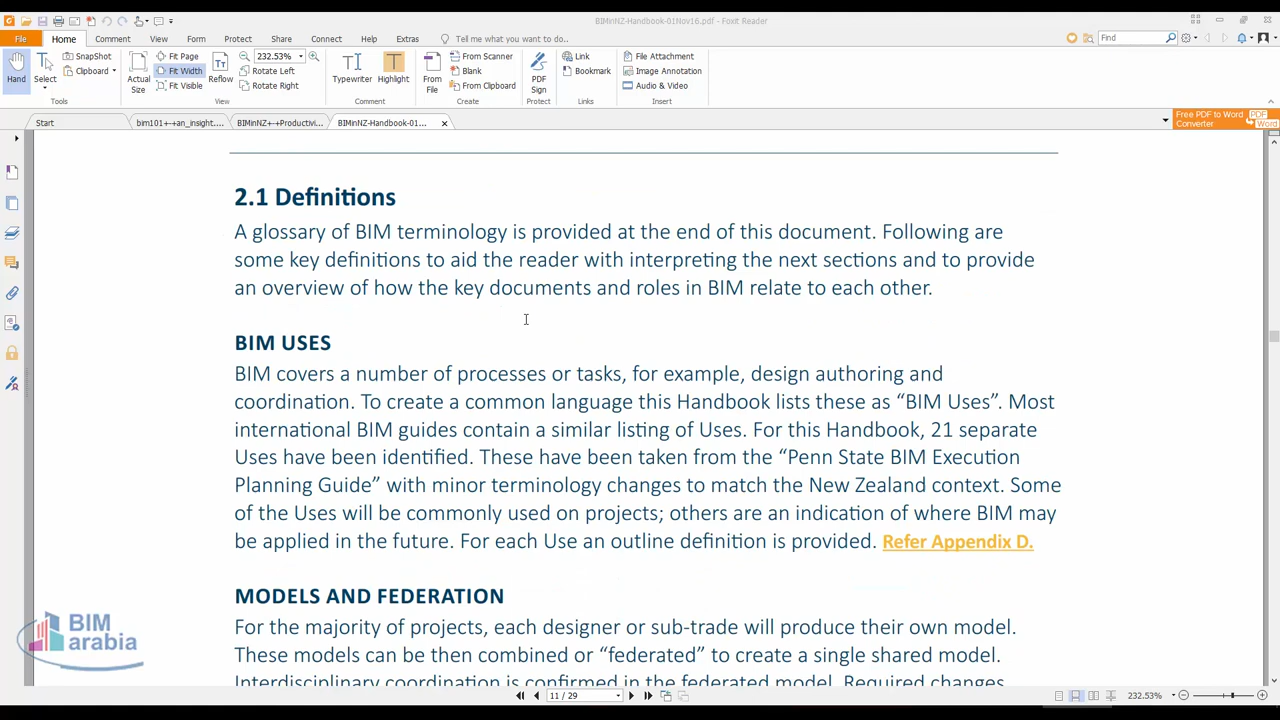 BIMinNZ-Handbook-01Nov16.pdf - Foxit Reader
File Home Comment View Form Protect Share Connect Help Extras Tell me what you want to do.. Find
Hand
Select
SnapShot
Clipboard
Tools
Actual Size
Fit Page
Fit Width
Fit Visible
Reflow
232.53%
Rotate Left
Rotate Right
View
Typewriter
Highlight
Comment
From File
From Scanner
Blank
From Clipboard
Create
PDF Sign
Protect
Link
Bookmark
Links
File Attachment
Image Annotation
Audio & Video
Insert
Start bim101+-+an_insight.... BIMinNZ+-+Productivi... BIMinNZ-Handbook-01...
Free PDF to Word
Converter
PDF
Word
2.1 Definitions
A glossary of BIM terminology is provided at the end of this document. Following are
some key definitions to aid the reader with interpreting the next sections and to provide
an overview of how the key documents and roles in BIM relate to each other.
BIM USES
BIM covers a number of processes or tasks, for example, design authoring and
coordination. To create a common language this Handbook lists these as “BIM Uses”. Most
international BIM guides contain a similar listing of Uses. For this Handbook, 21 separate
Uses have been identified. These have been taken from the “Penn State BIM Execution
Planning Guide” with minor terminology changes to match the New Zealand context. Some
of the Uses will be commonly used on projects; others are an indication of where BIM may
be applied in the future. For each Use an outline definition is provided. Refer Appendix D.
MODELS AND FEDERATION
For the majority of projects, each designer or sub-trade will produce their own model.
These models can be then combined or “federated” to create a single shared model.
Interdisciplinary coordination is confirmed in the federated model. Required changes
BIM
arabia
11 / 29
232.53%